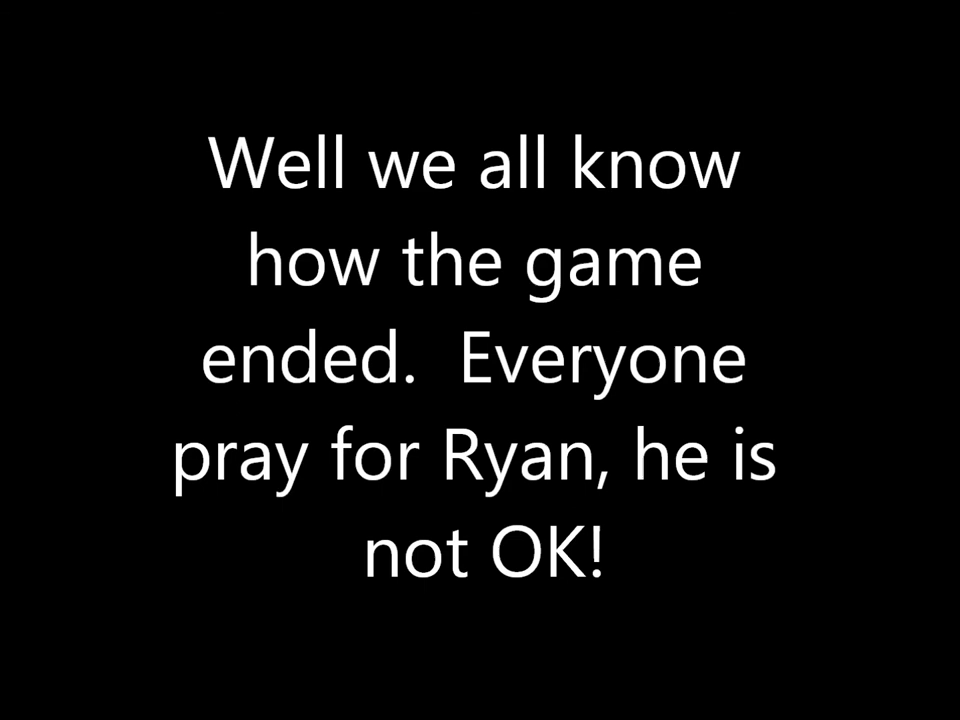 Well we all know
how the game
ended.  Everyone
pray for Ryan, he is
not OK!